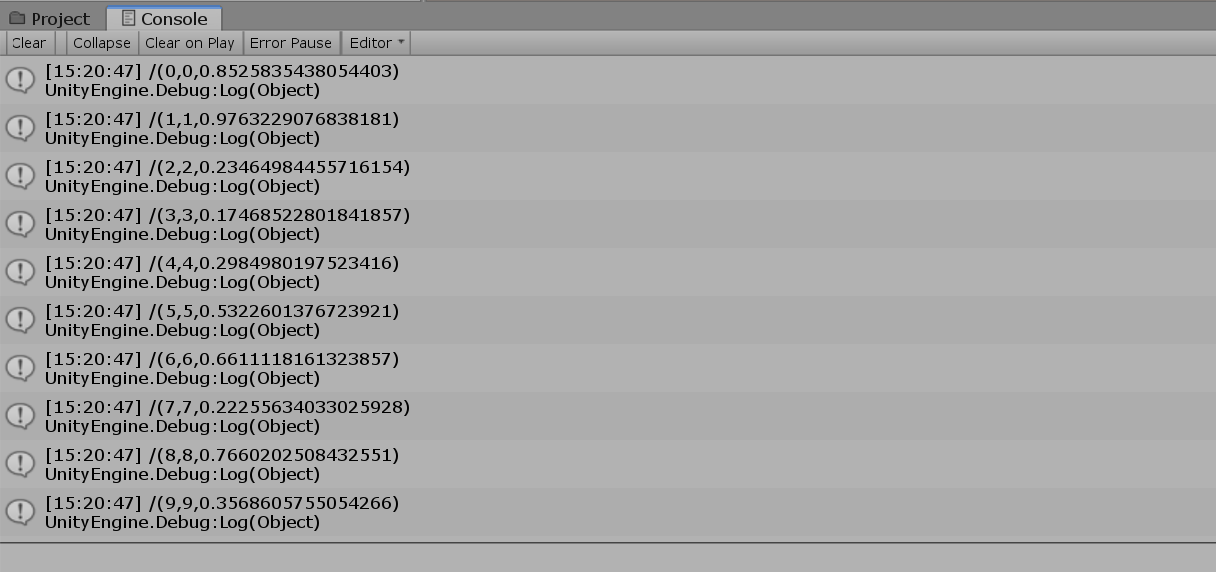 Project Console
Clear Collapse Clear on Play Error Pause Editor
[15:20:47] /(0,0,0.8525835438054403)
UnityEngine.Debug:Log(Object)
[15:20:47] /(1,1,0.9763229076838181)
UnityEngine.Debug:Log(Object)
[15:20:47] /(2,2,0.23464984455716154)
UnityEngine.Debug:Log(Object)
[15:20:47] /(3,3,0.17468522801841857)
UnityEngine.Debug:Log(Object)
[15:20:47] /(4,4,0.2984980197523416)
UnityEngine.Debug:Log(Object)
[15:20:47] /(5,5,0.5322601376723921)
UnityEngine.Debug:Log(Object)
[15:20:47] /(6,6,0.6611118161323857)
UnityEngine.Debug:Log(Object)
[15:20:47] /(7,7,0.22255634033025928)
UnityEngine.Debug:Log(Object)
[15:20:47] /(8,8,0.7660202508432551)
UnityEngine.Debug:Log(Object)
[15:20:47] /(9,9,0.3568605755054266)
UnityEngine.Debug:Log(Object)